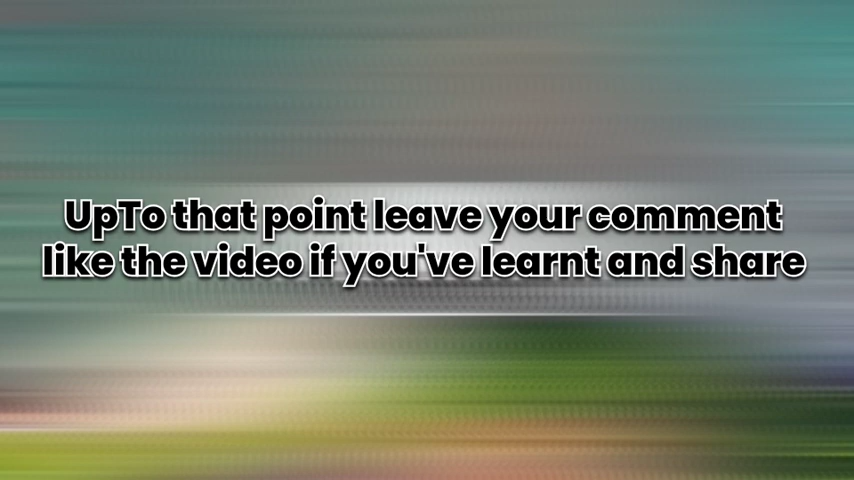 UpTo that point leave your comment
like the video if you've learnt and share